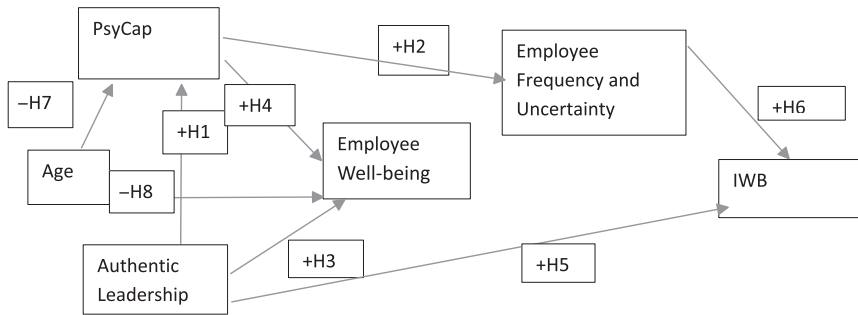 PsyCap
+H2
Employee
Frequency and
Uncertainty
–H7
+H4
+H6
+H1
Employee
Well-being
Age
–H8
IWB
Authentic
Leadership
+H3
+H5